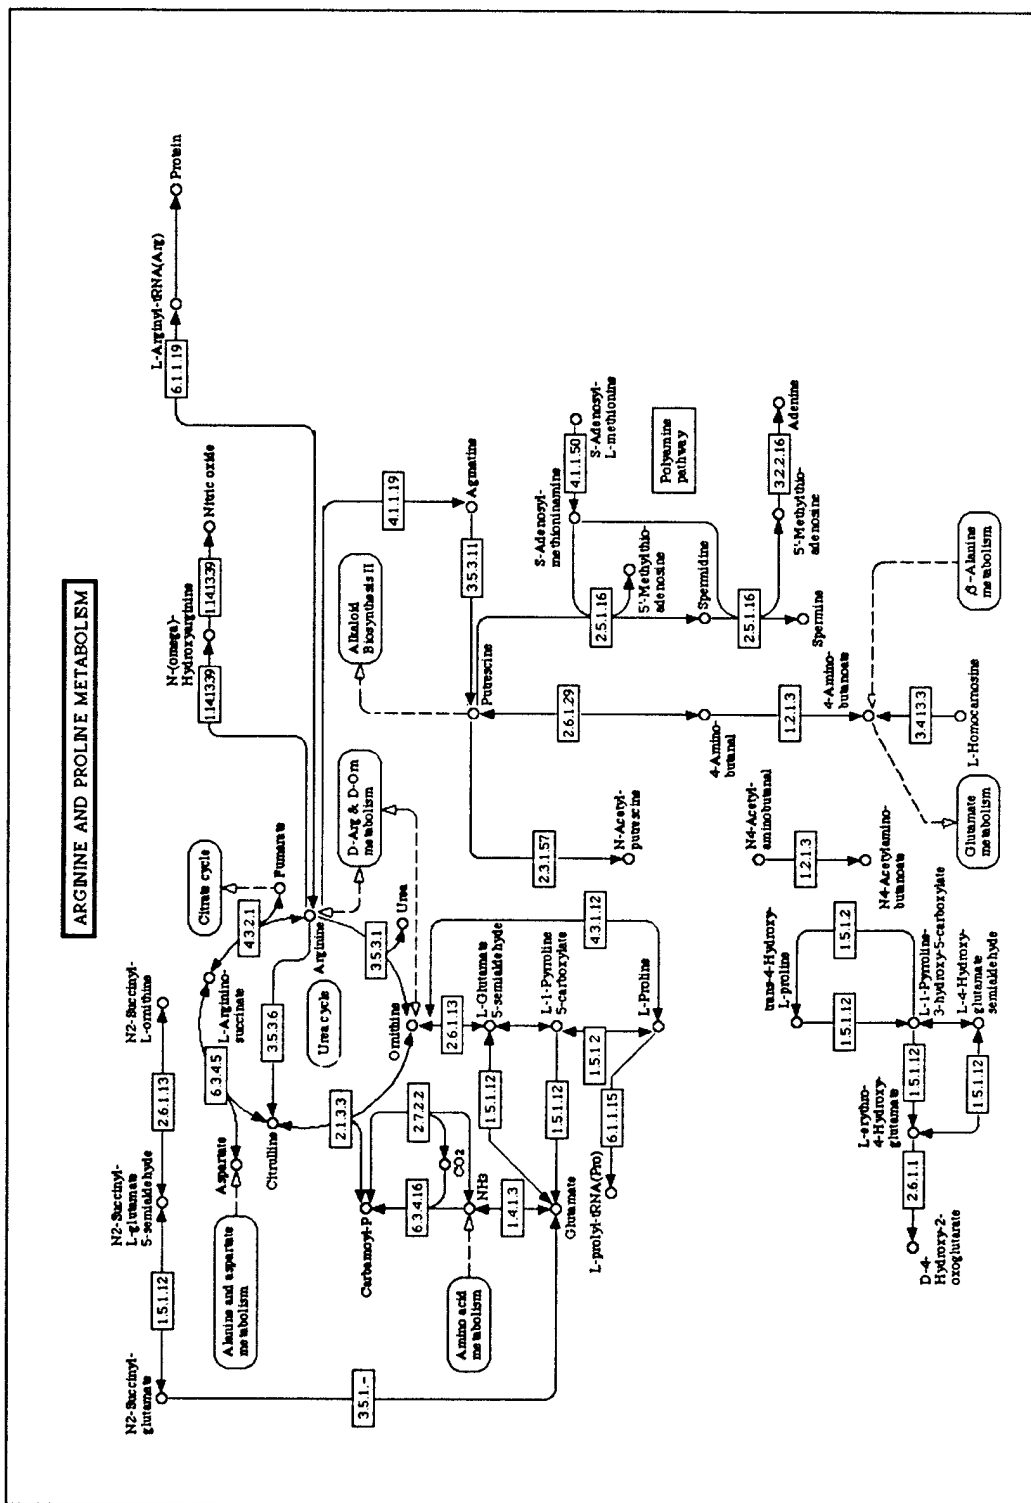 ARGININE AND PROLINE METABOLISM
N2-Succinyl-
glutamate
1.5.1.12
N2-Succinyl-
L-glutamate
5-semialdehyde
2.6.1.13
N2-Succinyl-
L-ornithine
L-Arginyl-tRNA(Arg)
6.1.1.19
Protein
N-(omega)-
Hydroxyarginine
1.14.13.39
1.14.13.39
Nitric oxide
Alanine and aspartate
metabolism
Aspartate
6.3.4.5
L-Arginino-
succinate
4.3.2.1
Citrate cycle
Fumarate
Citrulline
3.5.3.6
Arginine
Urea cycle
D-Arg & D-Orn
metabolism
3.5.3.1
Urea
2.1.3.3
Ornithine
4.1.1.19
Agmatine
Alkaloid
Biosynthesis II
3.5.3.11
Putrescine
3.5.1.-
Carbamoyl-P
6.3.4.16
2.7.2.2
CO2
Amino acid
metabolism
NH3
1.4.1.3
Glutamate
2.6.1.13
L-Glutamate
5-semialdehyde
1.5.1.12
L-1-Pyrroline
5-carboxylate
1.5.1.12
1.5.1.2
4.3.1.12
L-Proline
6.1.1.15
L-prolyl-tRNA(Pro)
2.3.1.57
N-Acetyl-
putrescine
2.6.1.29
4-Amino-
butanal
1.2.1.3
4-Amino-
butanoate
S-Adenosyl-
methioninamine
4.1.1.50
S-Adenosyl-
L-methionine
2.5.1.16
5'-Methylthio-
adenosine
Spermidine
2.5.1.16
Spermine
5'-Methylthio-
adenosine
3.2.2.16
Adenine
Polyamine
pathway
N4-Acetyl-
aminobutanal
1.2.1.3
N4-Acetylamino-
butanoate
Glutamate
metabolism
3.4.13.3
L-Homocarnosine
β-Alanine
metabolism
trans-4-Hydroxy-
L-proline
1.5.1.12
1.5.1.2
L-1-Pyrroline-
3-hydroxy-5-carboxylate
1.5.1.12
L-4-Hydroxy-
glutamate
semialdehyde
1.5.1.12
L-erythro-
4-Hydroxy-
glutamate
2.6.1.1
D-4-
Hydroxy-2-
oxoglutarate